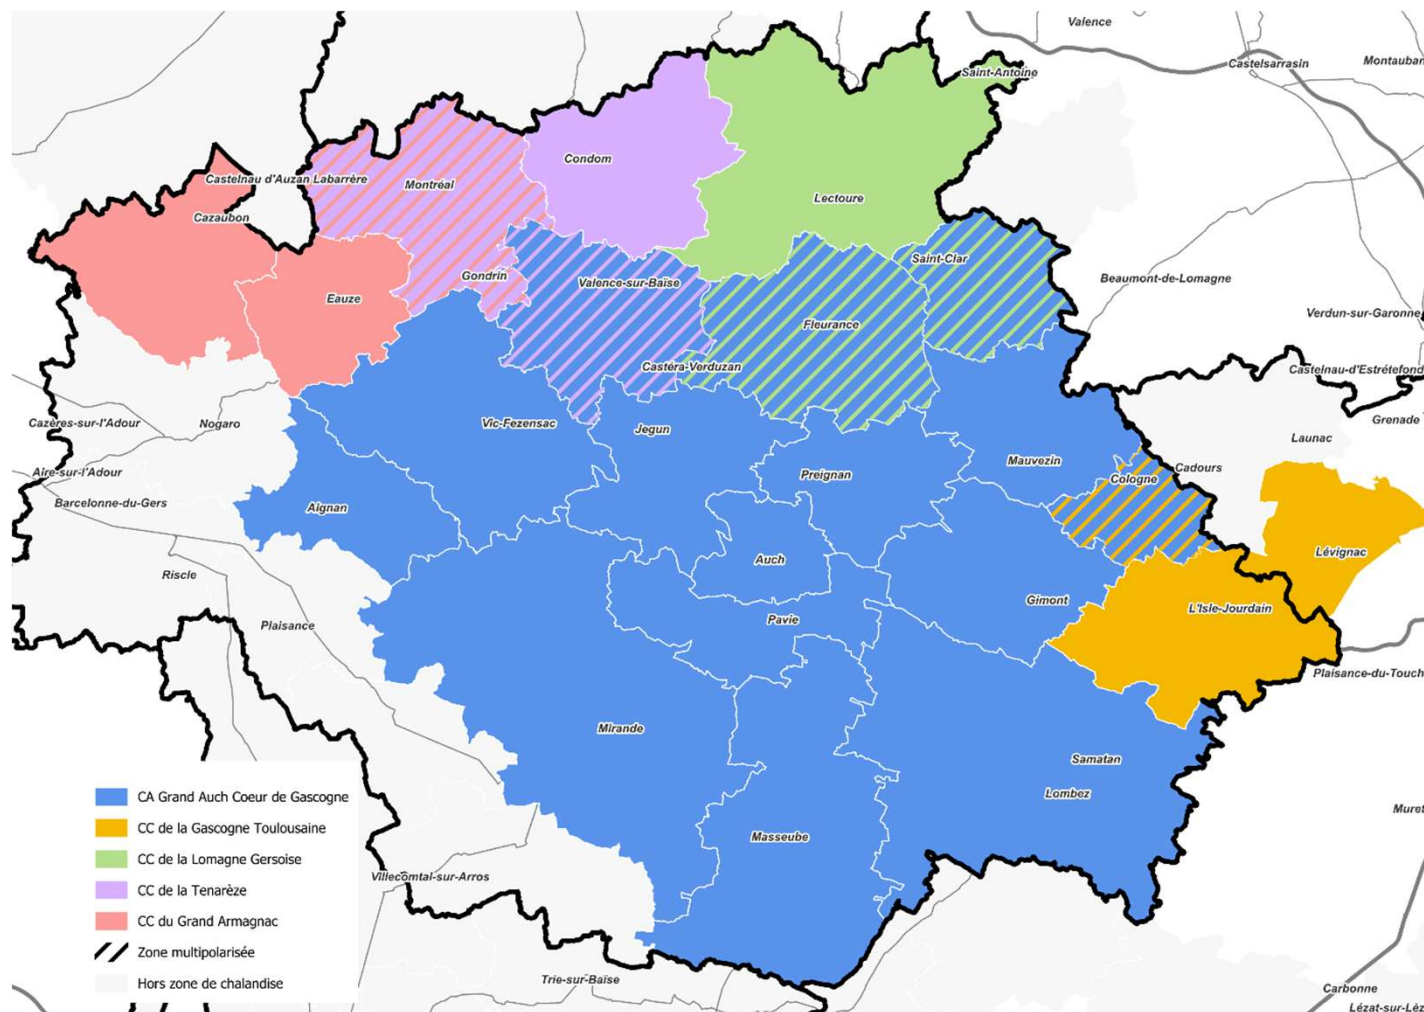 Valence
Castelsarrasin
Montauban
Saint-Antoine
Condom
Castelnau d'Auzan Labarrère
Montréal
Lectoure
Cazaubon
Saint-Clar
Gondrin
Valence-sur-Baïse
Beaumont-de-Lomagne
Eauze
Verdun-sur-Garonne
Fleurance
Castéra-Verduzan
Castelnau-d'Estrétefond
Cazères-sur-l'Adour
Nogaro
Vic-Fezensac
Jegun
Grenade
Launac
Mauvezin
Cadours
Aire-sur-l'Adour
Preignan
Cologne
Barcelonne-du-Gers
Aignan
Lévignac
Auch
Riscle
Gimont
L'Isle-Jourdain
Plaisance
Pavie
Plaisance-du-Touch
Mirande
Samatan
Lombez
Muret
Masseube
Villecomtal-sur-Arros
Trie-sur-Baïse
Carbonne
Lézat-sur-Lèz
CA Grand Auch Coeur de Gascogne
CC de la Gascogne Toulousaine
CC de la Lomagne Gersoise
CC de la Tenarèze
CC du Grand Armagnac
Zone multipolarisée
Hors zone de chalandise